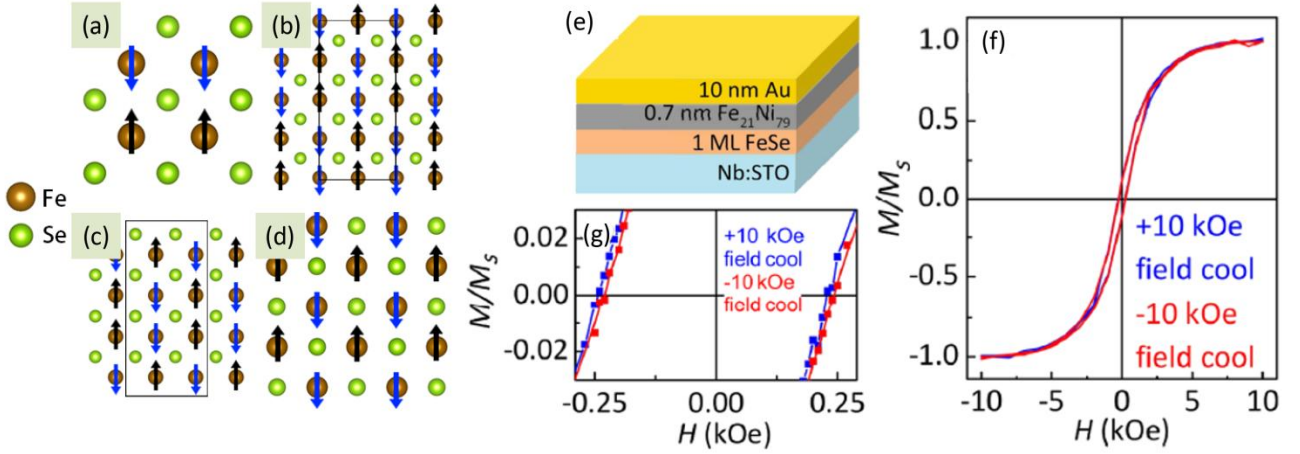 (a)
(b)
(c)
(d)
Fe
Se
(e)
10 nm Au
0.7 nm Fe₂₁Ni₇₉
1 ML FeSe
Nb:STO
(g)
+10 kOe
field cool
-10 kOe
field cool
M/Mₛ
0.02
0.00
-0.02
-0.25
0.00
0.25
H (kOe)
(f)
M/Mₛ
1.0
0.5
0.0
-0.5
-1.0
+10 kOe
field cool
-10 kOe
field cool
-10
-5
0
5
10
H (kOe)